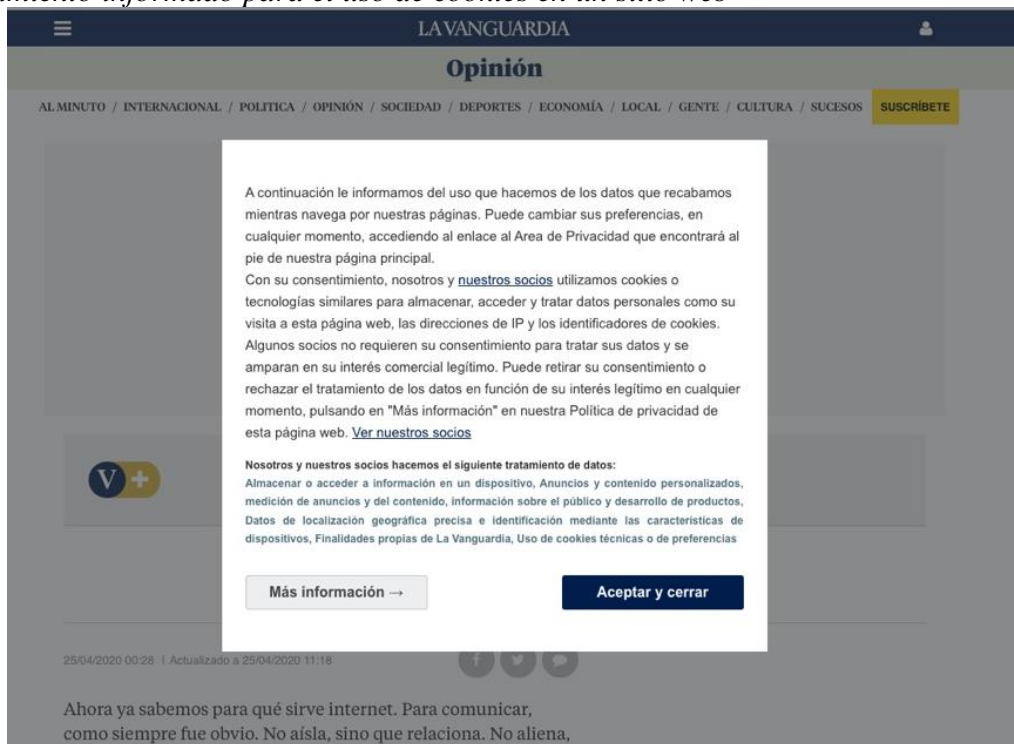 miento informado para el uso de cookies en un sitio web
LA VANGUARDIA
Opinión
AL MINUTO / INTERNACIONAL / POLITICA / OPINIÓN / SOCIEDAD / DEPORTES / ECONOMÍA / LOCAL / GENTE / CULTURA / SUCESOS SUSCRÍBETE
A continuación le informamos del uso que hacemos de los datos que recabamos
mientras navega por nuestras páginas. Puede cambiar sus preferencias, en
cualquier momento, accediendo al enlace al Area de Privacidad que encontrará al
pie de nuestra página principal.
Con su consentimiento, nosotros y nuestros socios utilizamos cookies o
tecnologías similares para almacenar, acceder y tratar datos personales como su
visita a esta página web, las direcciones de IP y los identificadores de cookies.
Algunos socios no requieren su consentimiento para tratar sus datos y se
amparan en su interés comercial legítimo. Puede retirar su consentimiento o
rechazar el tratamiento de los datos en función de su interés legítimo en cualquier
momento, pulsando en "Más información" en nuestra Política de privacidad de
esta página web. Ver nuestros socios
V +
Nosotros y nuestros socios hacemos el siguiente tratamiento de datos:
Almacenar o acceder a información en un dispositivo, Anuncios y contenido personalizados,
medición de anuncios y del contenido, información sobre el público y desarrollo de productos,
Datos de localización geográfica precisa e identificación mediante las características de
dispositivos, Finalidades propias de La Vanguardia, Uso de cookies técnicas o de preferencias
Más información →
Aceptar y cerrar
25/04/2020 00:28 | Actualizado a 25/04/2020 11:18
Ahora ya sabemos para qué sirve internet. Para comunicar,
como siempre fue obvio. No aísla, sino que relaciona. No aliena,